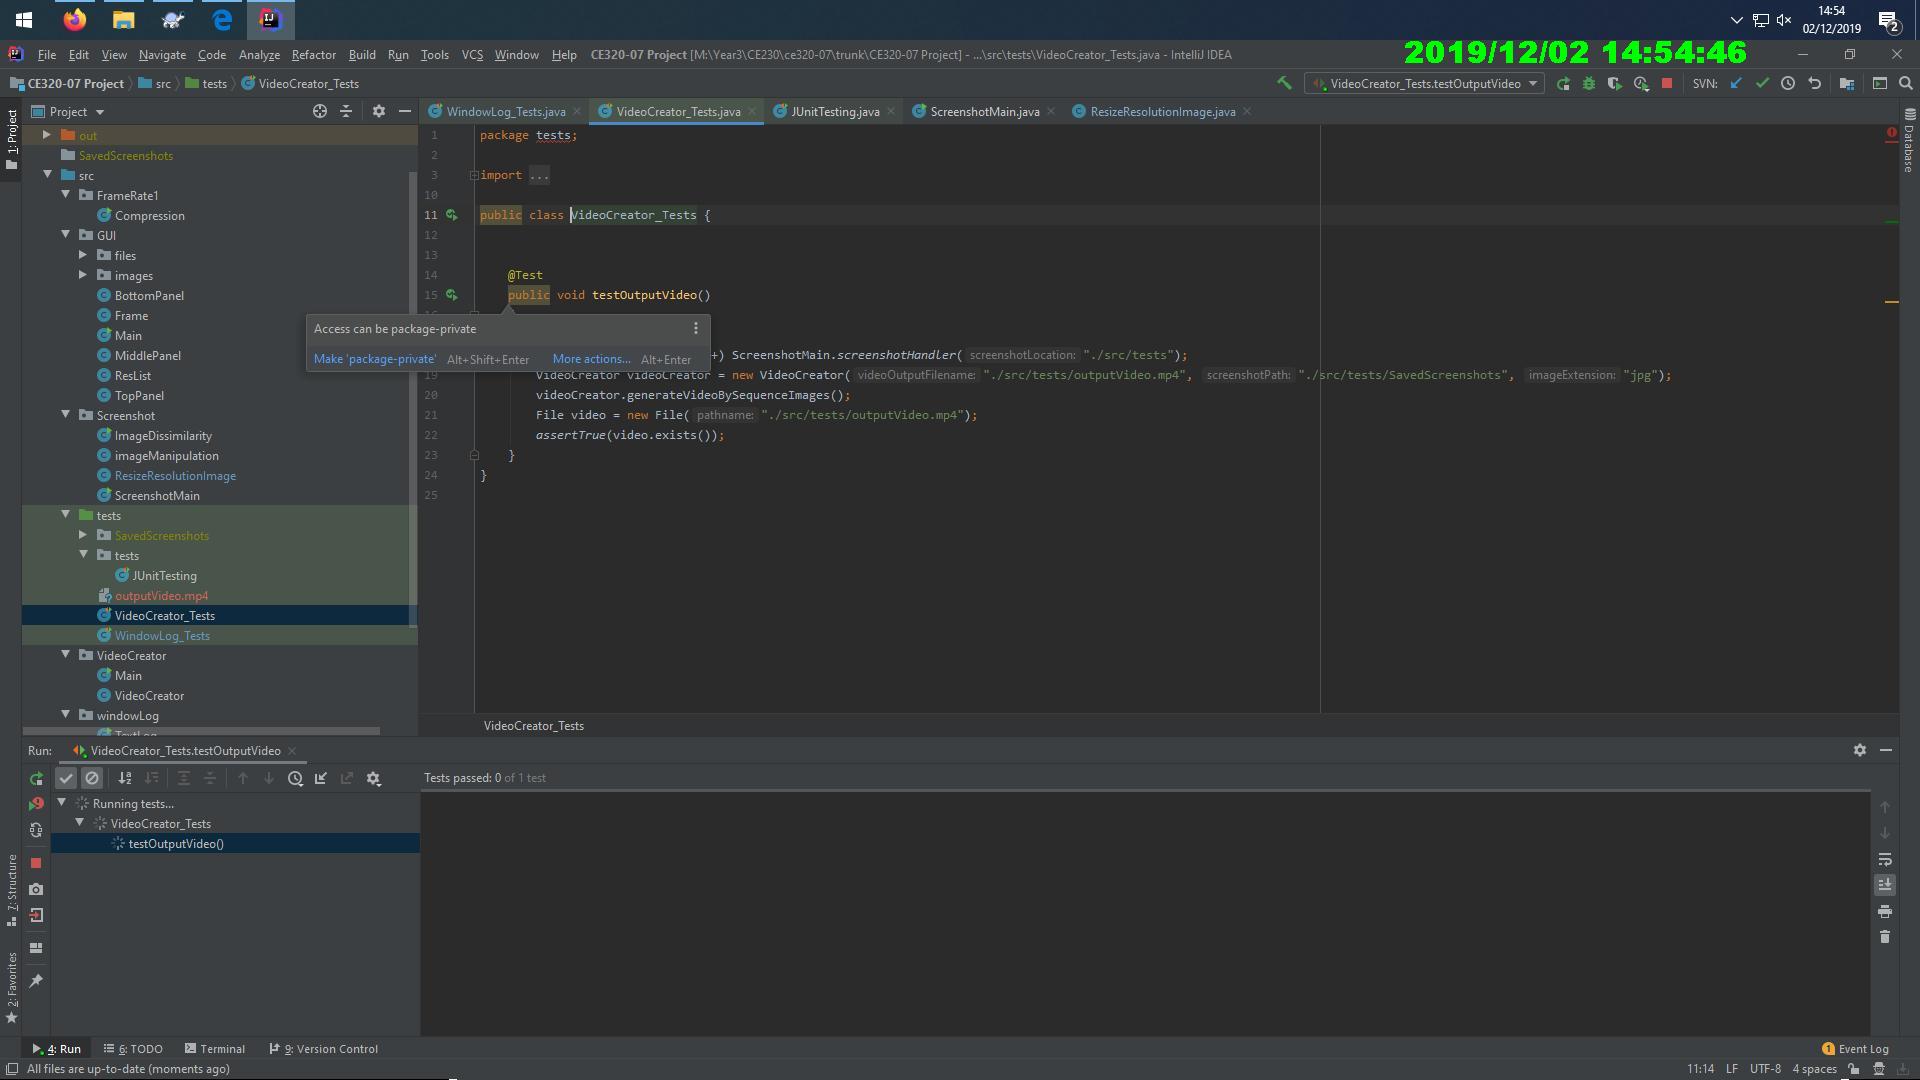 14:54
02/12/2019
2
File Edit View Navigate Code Analyze Refactor Build Run Tools VCS Window Help CE320-07 Project [M:\Year3\CE230\ce320-07\trunk\CE320-07 Project] - ...\src\tests\VideoCreator_Tests.java - IntelliJ IDEA
2019/12/02 14:54:46
CE320-07 Project src tests VideoCreator_Tests
VideoCreator_Tests.testOutputVideo SVN:
1: Project
Project
WindowLog_Tests.java VideoCreator_Tests.java JUnitTesting.java ScreenshotMain.java ResizeResolutionImage.java
Database
out
SavedScreenshots
src
FrameRate1
Compression
GUI
files
images
BottomPanel
Frame
Main
MiddlePanel
ResList
TopPanel
Screenshot
ImageDissimilarity
imageManipulation
ResizeResolutionImage
ScreenshotMain
tests
SavedScreenshots
tests
JUnitTesting
outputVideo.mp4
VideoCreator_Tests
WindowLog_Tests
VideoCreator
Main
VideoCreator
windowLog
TextLog
1 package tests;
2
3 import ...
10
11 public class VideoCreator_Tests {
12
13
14 @Test
15 public void testOutputVideo()
Access can be package-private
Make 'package-private' Alt+Shift+Enter More actions... Alt+Enter
+) ScreenshotMain.screenshotHandler( screenshotLocation: "./src/tests");
19 VideoCreator videoCreator = new VideoCreator( videoOutputFilename: "./src/tests/outputVideo.mp4", screenshotPath: "./src/tests/SavedScreenshots", imageExtension: "jpg");
20 videoCreator.generateVideoBySequenceImages();
21 File video = new File( pathname: "./src/tests/outputVideo.mp4");
22 assertTrue(video.exists());
23 }
24 }
25
VideoCreator_Tests
Run: VideoCreator_Tests.testOutputVideo
Tests passed: 0 of 1 test
Running tests...
VideoCreator_Tests
testOutputVideo()
7: Structure
2: Favorites
4: Run 6: TODO Terminal 9: Version Control
1 Event Log
All files are up-to-date (moments ago)
11:14 LF UTF-8 4 spaces